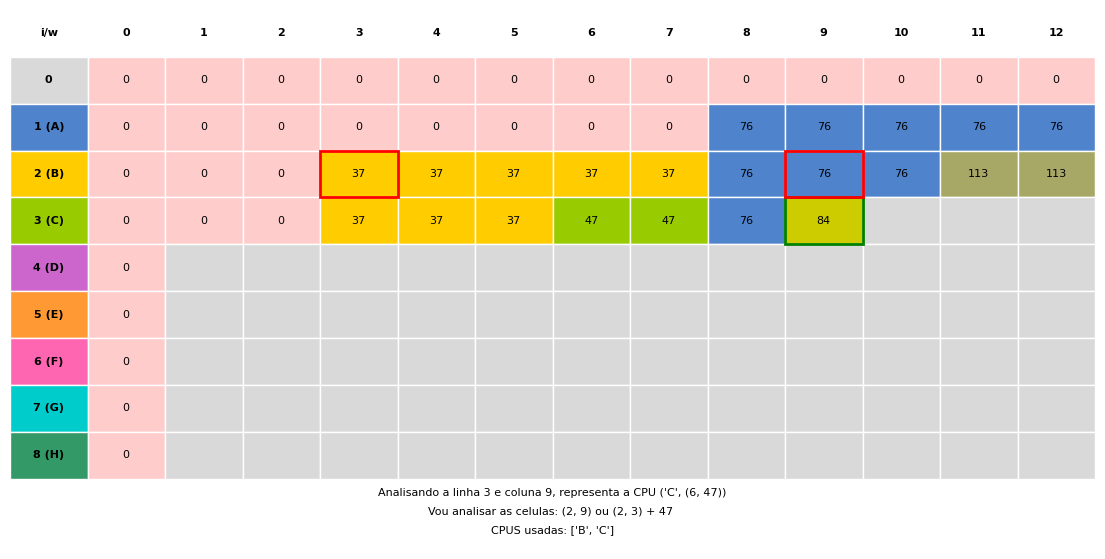 i/w 0 1 2 3 4 5 6 7 8 9 10 11 12
0 0 0 0 0 0 0 0 0 0 0 0 0 0
1 (A) 0 0 0 0 0 0 0 0 76 76 76 76 76
2 (B) 0 0 0 37 37 37 37 37 76 76 76 113 113
3 (C) 0 0 0 37 37 37 47 47 76 84
4 (D) 0
5 (E) 0
6 (F) 0
7 (G) 0
8 (H) 0
Analisando a linha 3 e coluna 9, representa a CPU ('C', (6, 47))
Vou analisar as celulas: (2, 9) ou (2, 3) + 47
CPUS usadas: ['B', 'C']